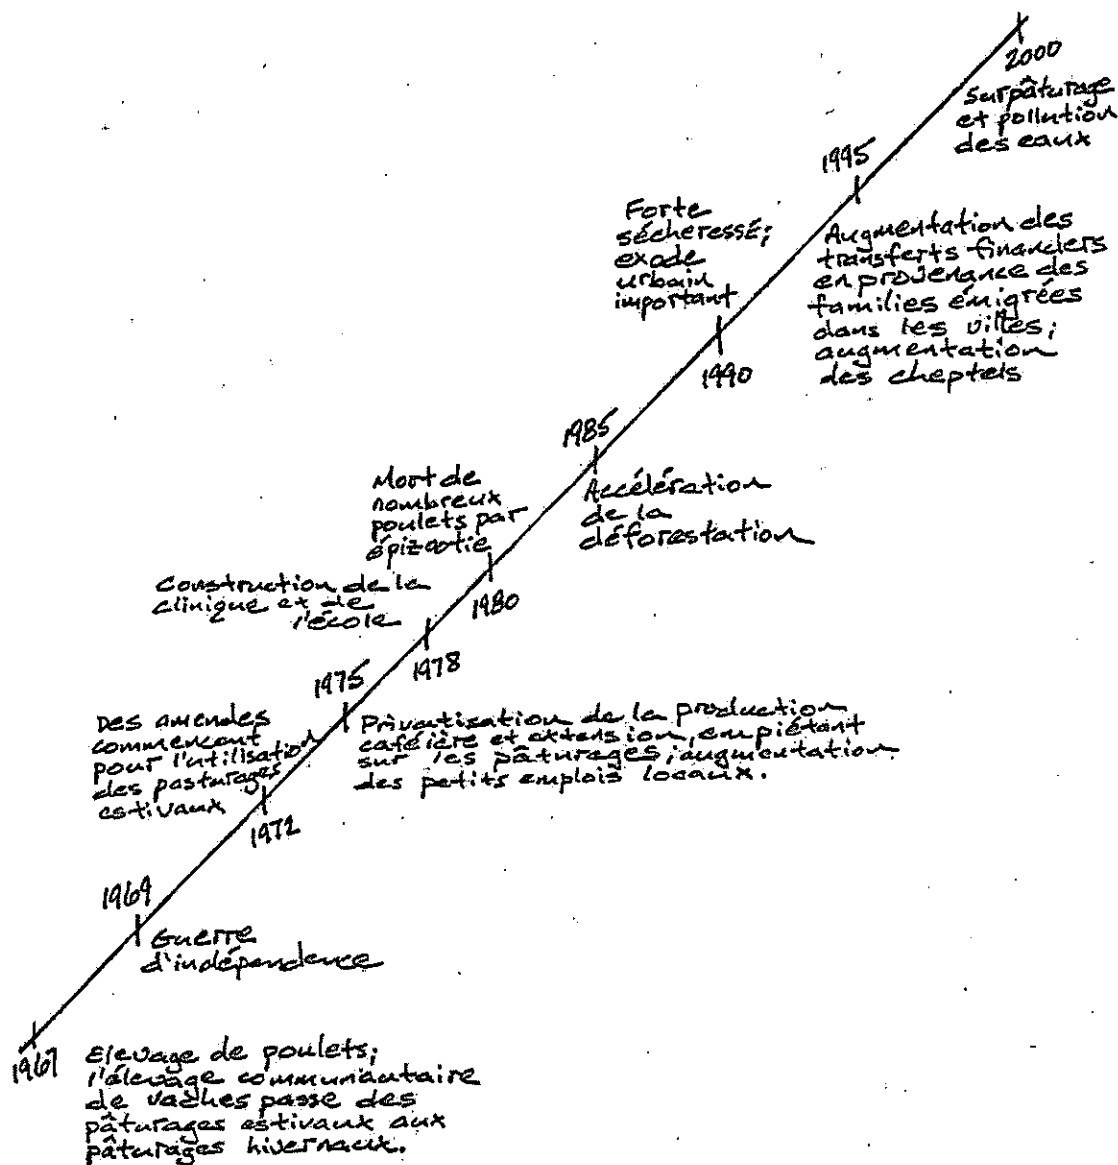 2000
surpâturage
et pollution
des eaux
1995
Augmentation des
transferts financiers
en provenance des
familles émigrées
dans les villes;
augmentation
des cheptels
Forte
sécheressé;
exode
urbain
important
1990
1985
Accélération
de la
déforestation
Mort de
nombreux
poulets par
épizootie
1980
Construction de la
clinique et de
l'école
1978
1975
Privatisation de la production
caféière et extension, empiétant
sur les pâturages; augmentation
des petits emplois locaux.
Des amendes
commencent
pour l'utilisation
des pasturages
estivaux
1972
1969
Guerre
d'indépendence
1967
Elevage de poulets;
l'élevage communautaire
de vaches passe des
pâturages estivaux aux
pâturages hivernaux.